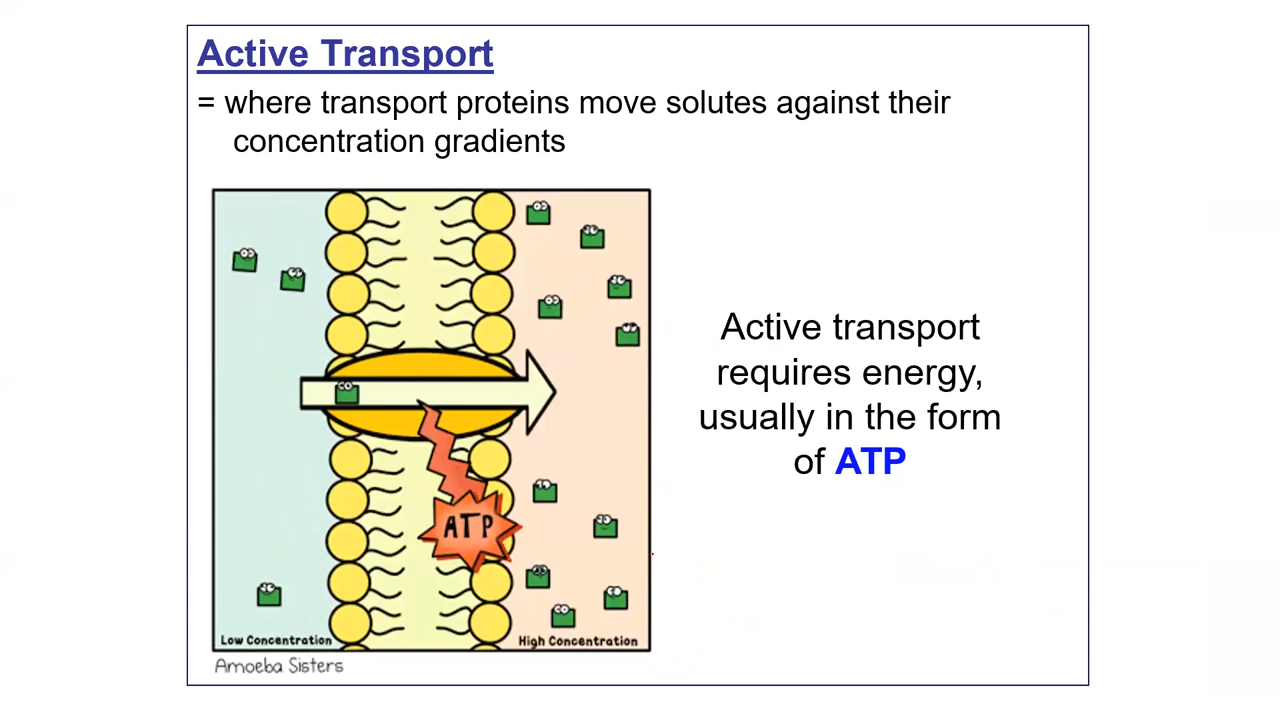 Active Transport
= where transport proteins move solutes against their
concentration gradients
Active transport
requires energy,
usually in the form
of ATP
ATP
Low Concentration
High Concentration
Amoeba Sisters